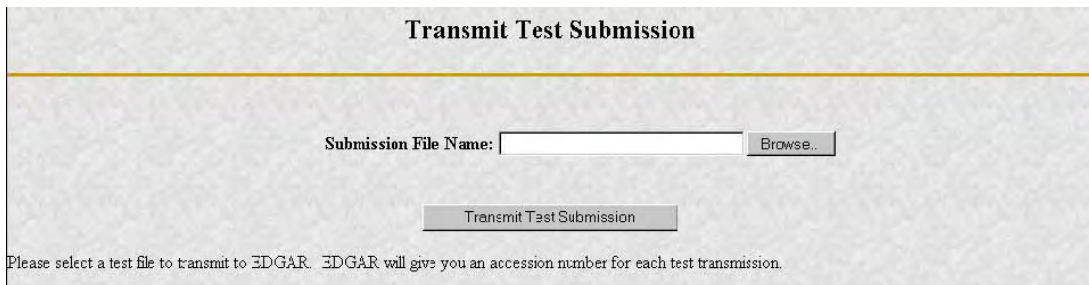 Transmit Test Submission
Submission File Name: Browse..
Transmit Test Submission
Please select a test file to transmit to EDGAR. EDGAR will give you an accession number for each test transmission.